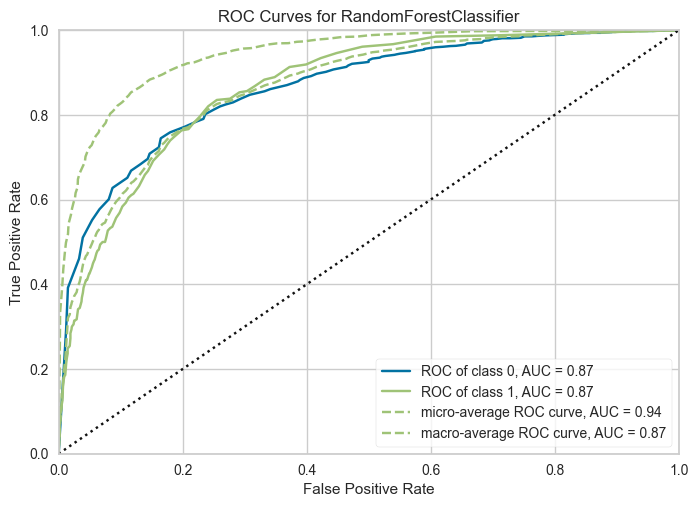 ROC Curves for RandomForestClassifier
1.0
0.8
0.6
0.4
0.2
0.0
True Positive Rate
0.0 0.2 0.4 0.6 0.8 1.0
False Positive Rate
ROC of class 0, AUC = 0.87
ROC of class 1, AUC = 0.87
micro-average ROC curve, AUC = 0.94
macro-average ROC curve, AUC = 0.87